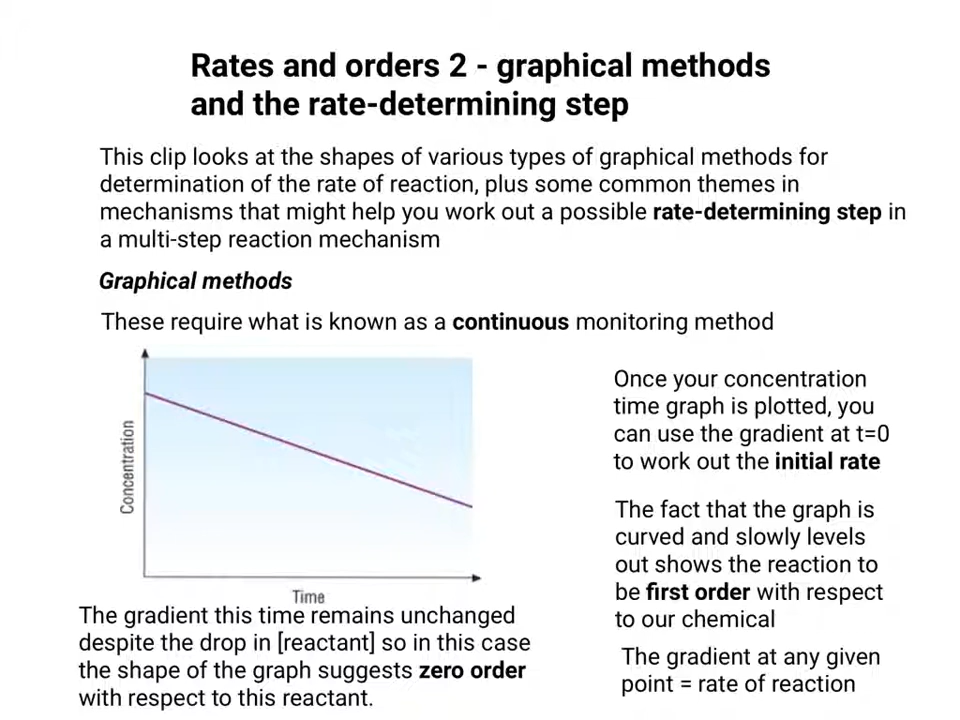 Rates and orders 2 - graphical methods
and the rate-determining step
This clip looks at the shapes of various types of graphical methods for
determination of the rate of reaction, plus some common themes in
mechanisms that might help you work out a possible rate-determining step in
a multi-step reaction mechanism
Graphical methods
These require what is known as a continuous monitoring method
Concentration
Time
The gradient this time remains unchanged
despite the drop in [reactant] so in this case
the shape of the graph suggests zero order
with respect to this reactant.
Once your concentration
time graph is plotted, you
can use the gradient at t=0
to work out the initial rate
The fact that the graph is
curved and slowly levels
out shows the reaction to
be first order with respect
to our chemical
The gradient at any given
point = rate of reaction